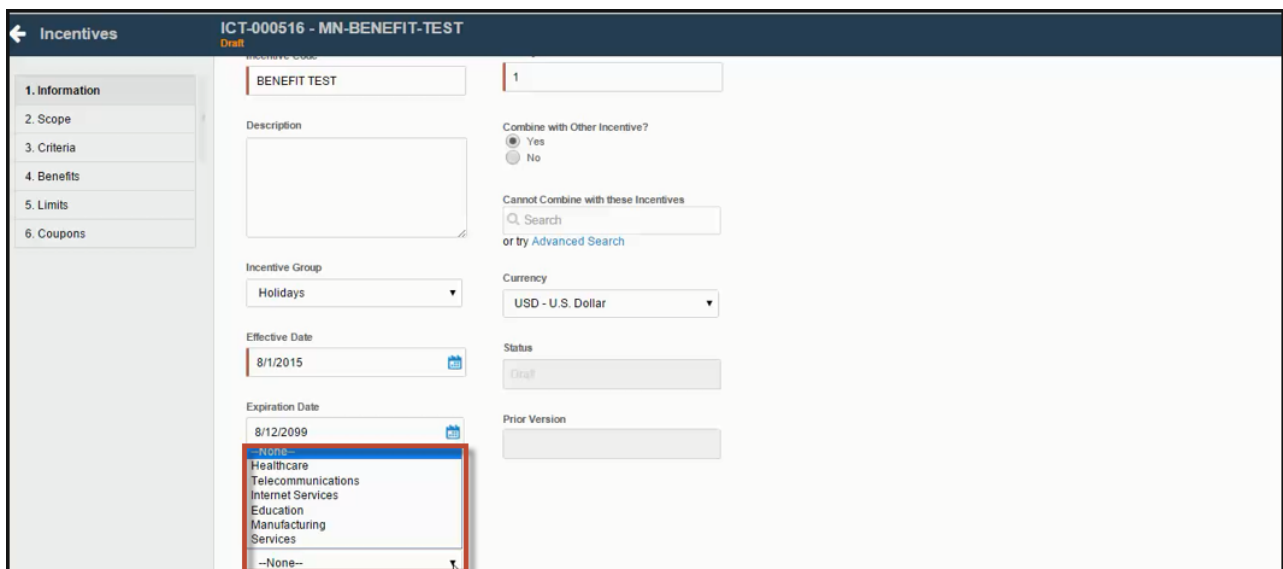 Incentives
ICT-000516 - MN-BENEFIT-TEST
Draft
1. Information
2. Scope
3. Criteria
4. Benefits
5. Limits
6. Coupons
Incentive Code
BENEFIT TEST
Description
Incentive Group
Holidays
Effective Date
8/1/2015
Expiration Date
8/12/2099
--None--
Healthcare
Telecommunications
Internet Services
Education
Manufacturing
Services
--None--
1
Combine with Other Incentive?
Yes
No
Cannot Combine with these Incentives
Search
or try Advanced Search
Currency
USD - U.S. Dollar
Status
Draft
Prior Version